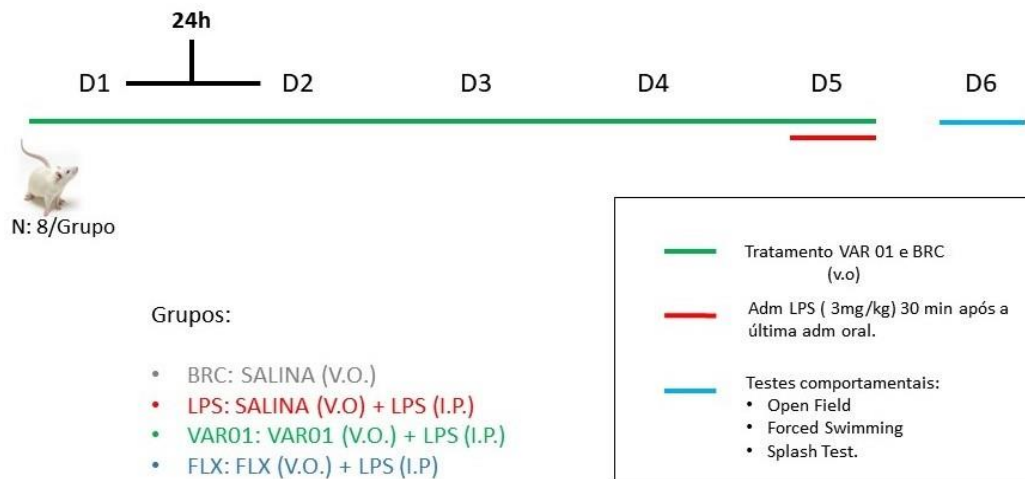 24h
D1 D2 D3 D4 D5 D6
N: 8/Grupo
Grupos:
• BRC: SALINA (V.O.)
• LPS: SALINA (V.O) + LPS (I.P.)
• VAR01: VAR01 (V.O.) + LPS (I.P.)
• FLX: FLX (V.O.) + LPS (I.P)
Tratamento VAR 01 e BRC
(v.o)
Adm LPS ( 3mg/kg) 30 min após a
última adm oral.
Testes comportamentais:
• Open Field
• Forced Swimming
• Splash Test.